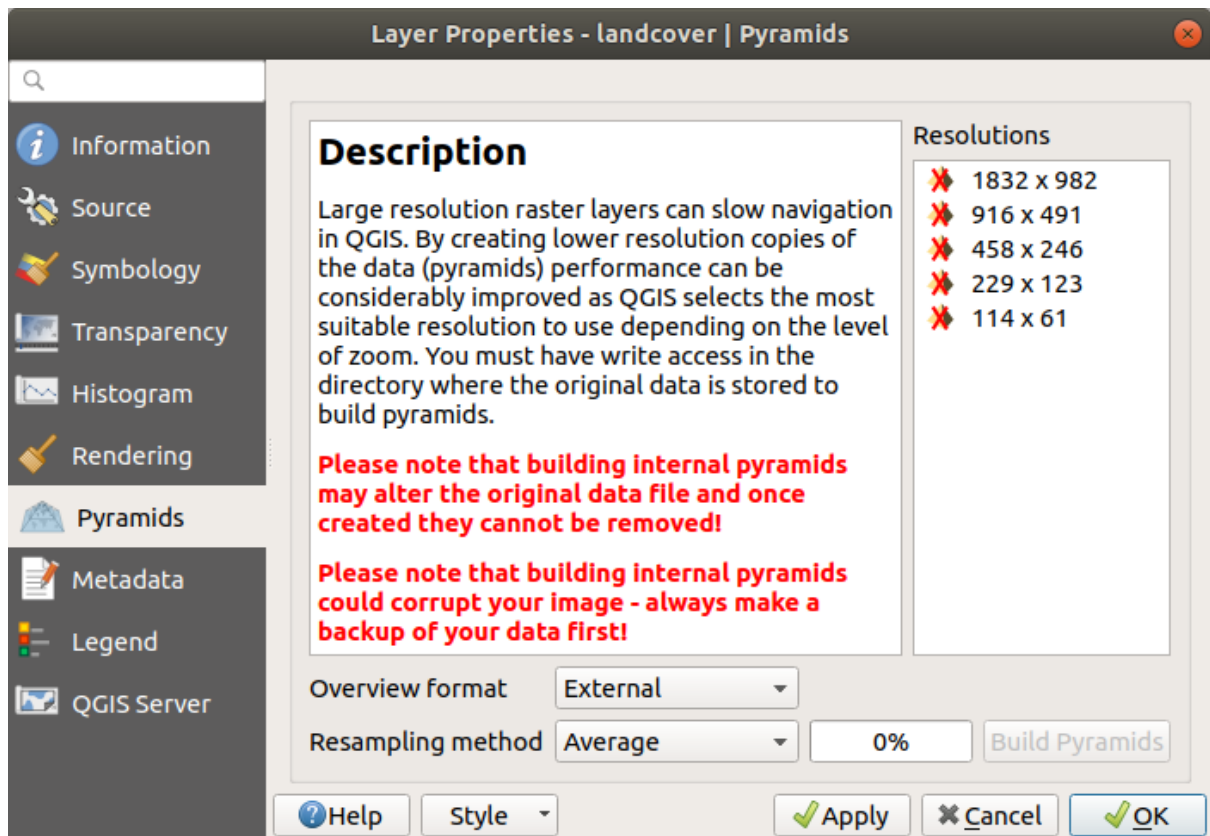 Layer Properties - landcover | Pyramids
Information
Source
Symbology
Transparency
Histogram
Rendering
Pyramids
Metadata
Legend
QGIS Server
Description
Large resolution raster layers can slow navigation
in QGIS. By creating lower resolution copies of
the data (pyramids) performance can be
considerably improved as QGIS selects the most
suitable resolution to use depending on the level
of zoom. You must have write access in the
directory where the original data is stored to
build pyramids.
Please note that building internal pyramids
may alter the original data file and once
created they cannot be removed!
Please note that building internal pyramids
could corrupt your image - always make a
backup of your data first!
Resolutions
1832 x 982
916 x 491
458 x 246
229 x 123
114 x 61
Overview format External
Resampling method Average 0% Build Pyramids
Help Style Apply Cancel OK